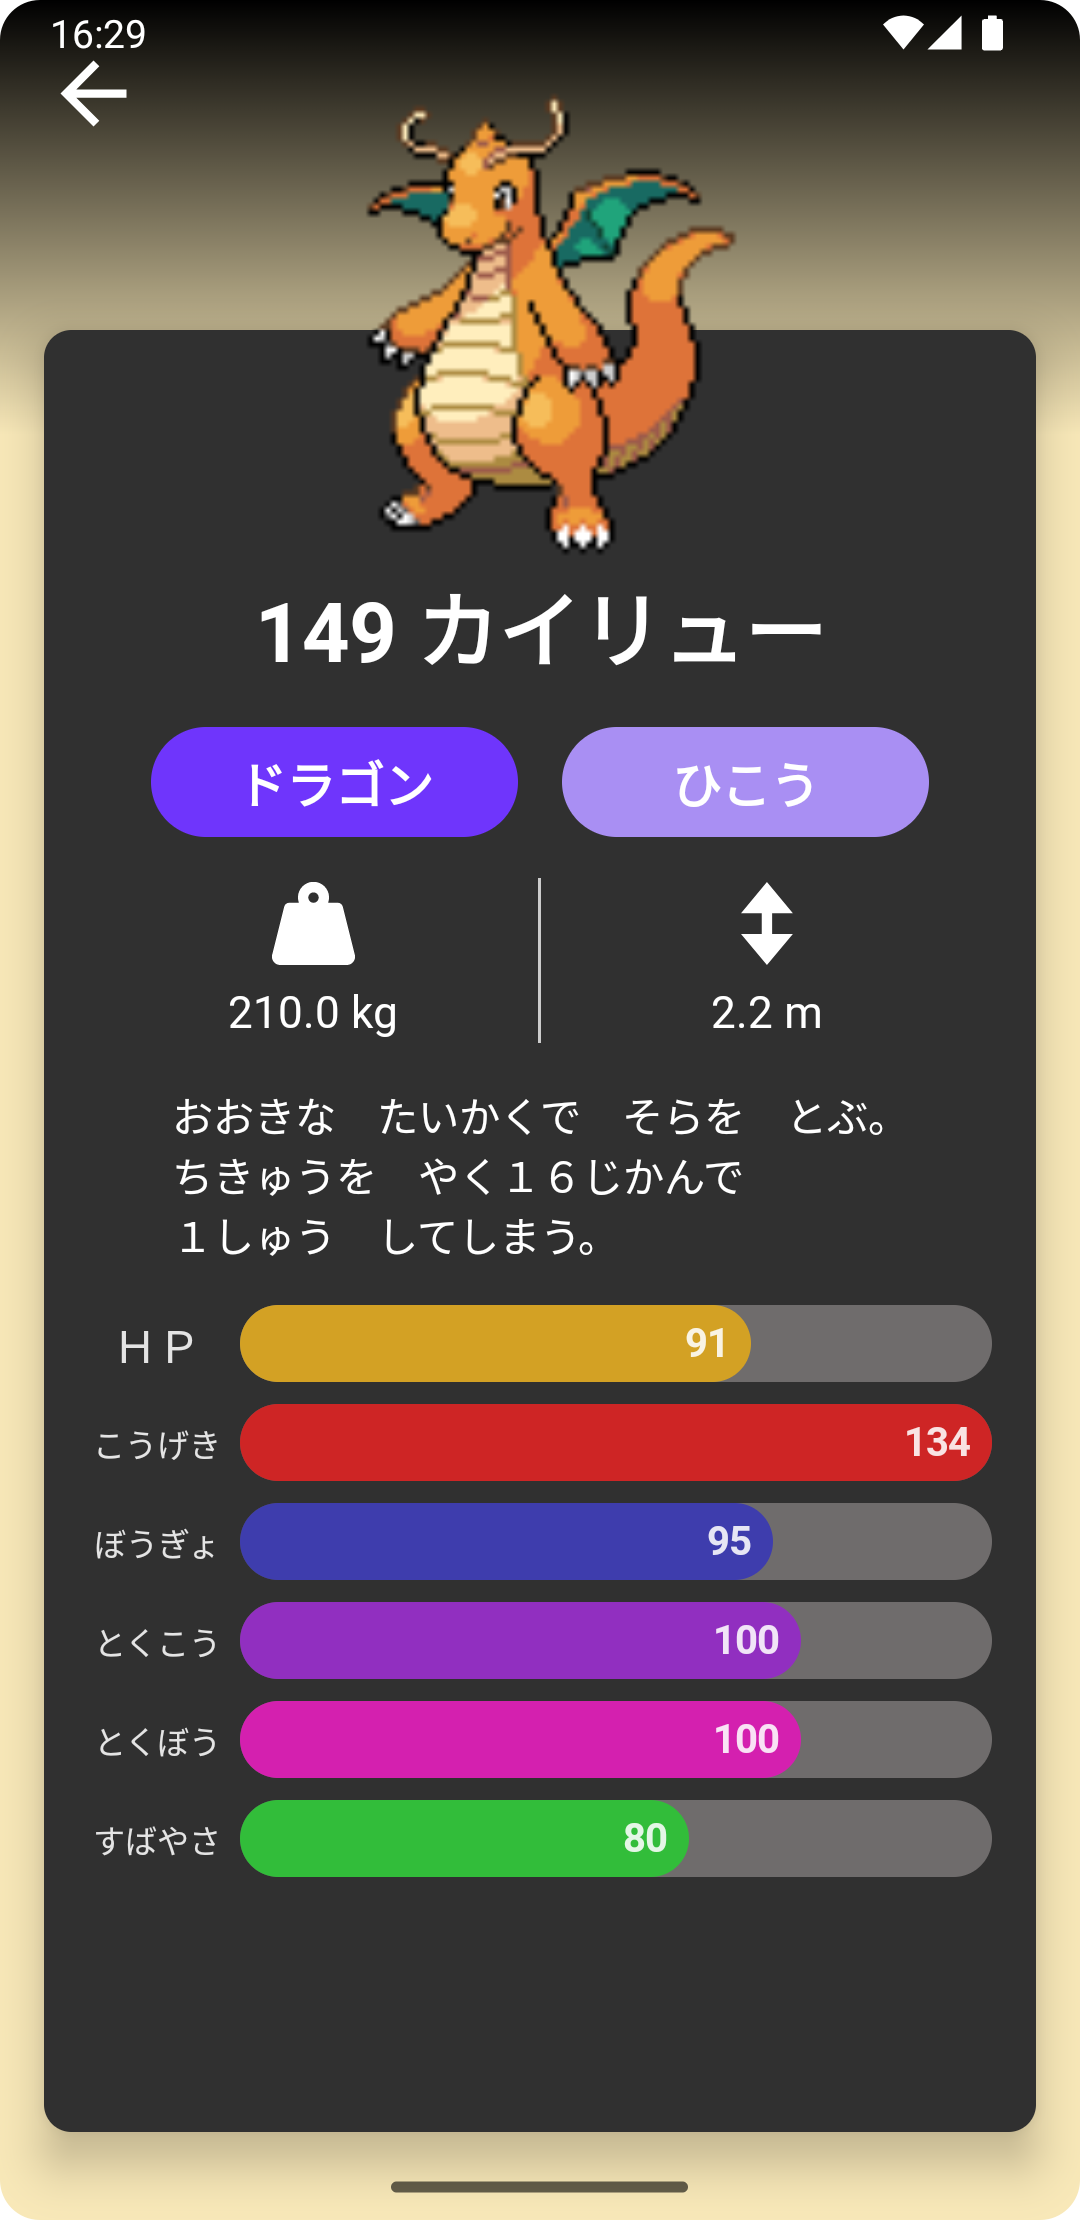 16:29
149 カイリュー
ドラゴン ひこう
210.0 kg 2.2 m
おおきな　たいかくで　そらを　とぶ。
ちきゅうを　やく１６じかんで
１しゅう　してしまう。
ＨＰ 91
こうげき 134
ぼうぎょ 95
とくこう 100
とくぼう 100
すばやさ 80